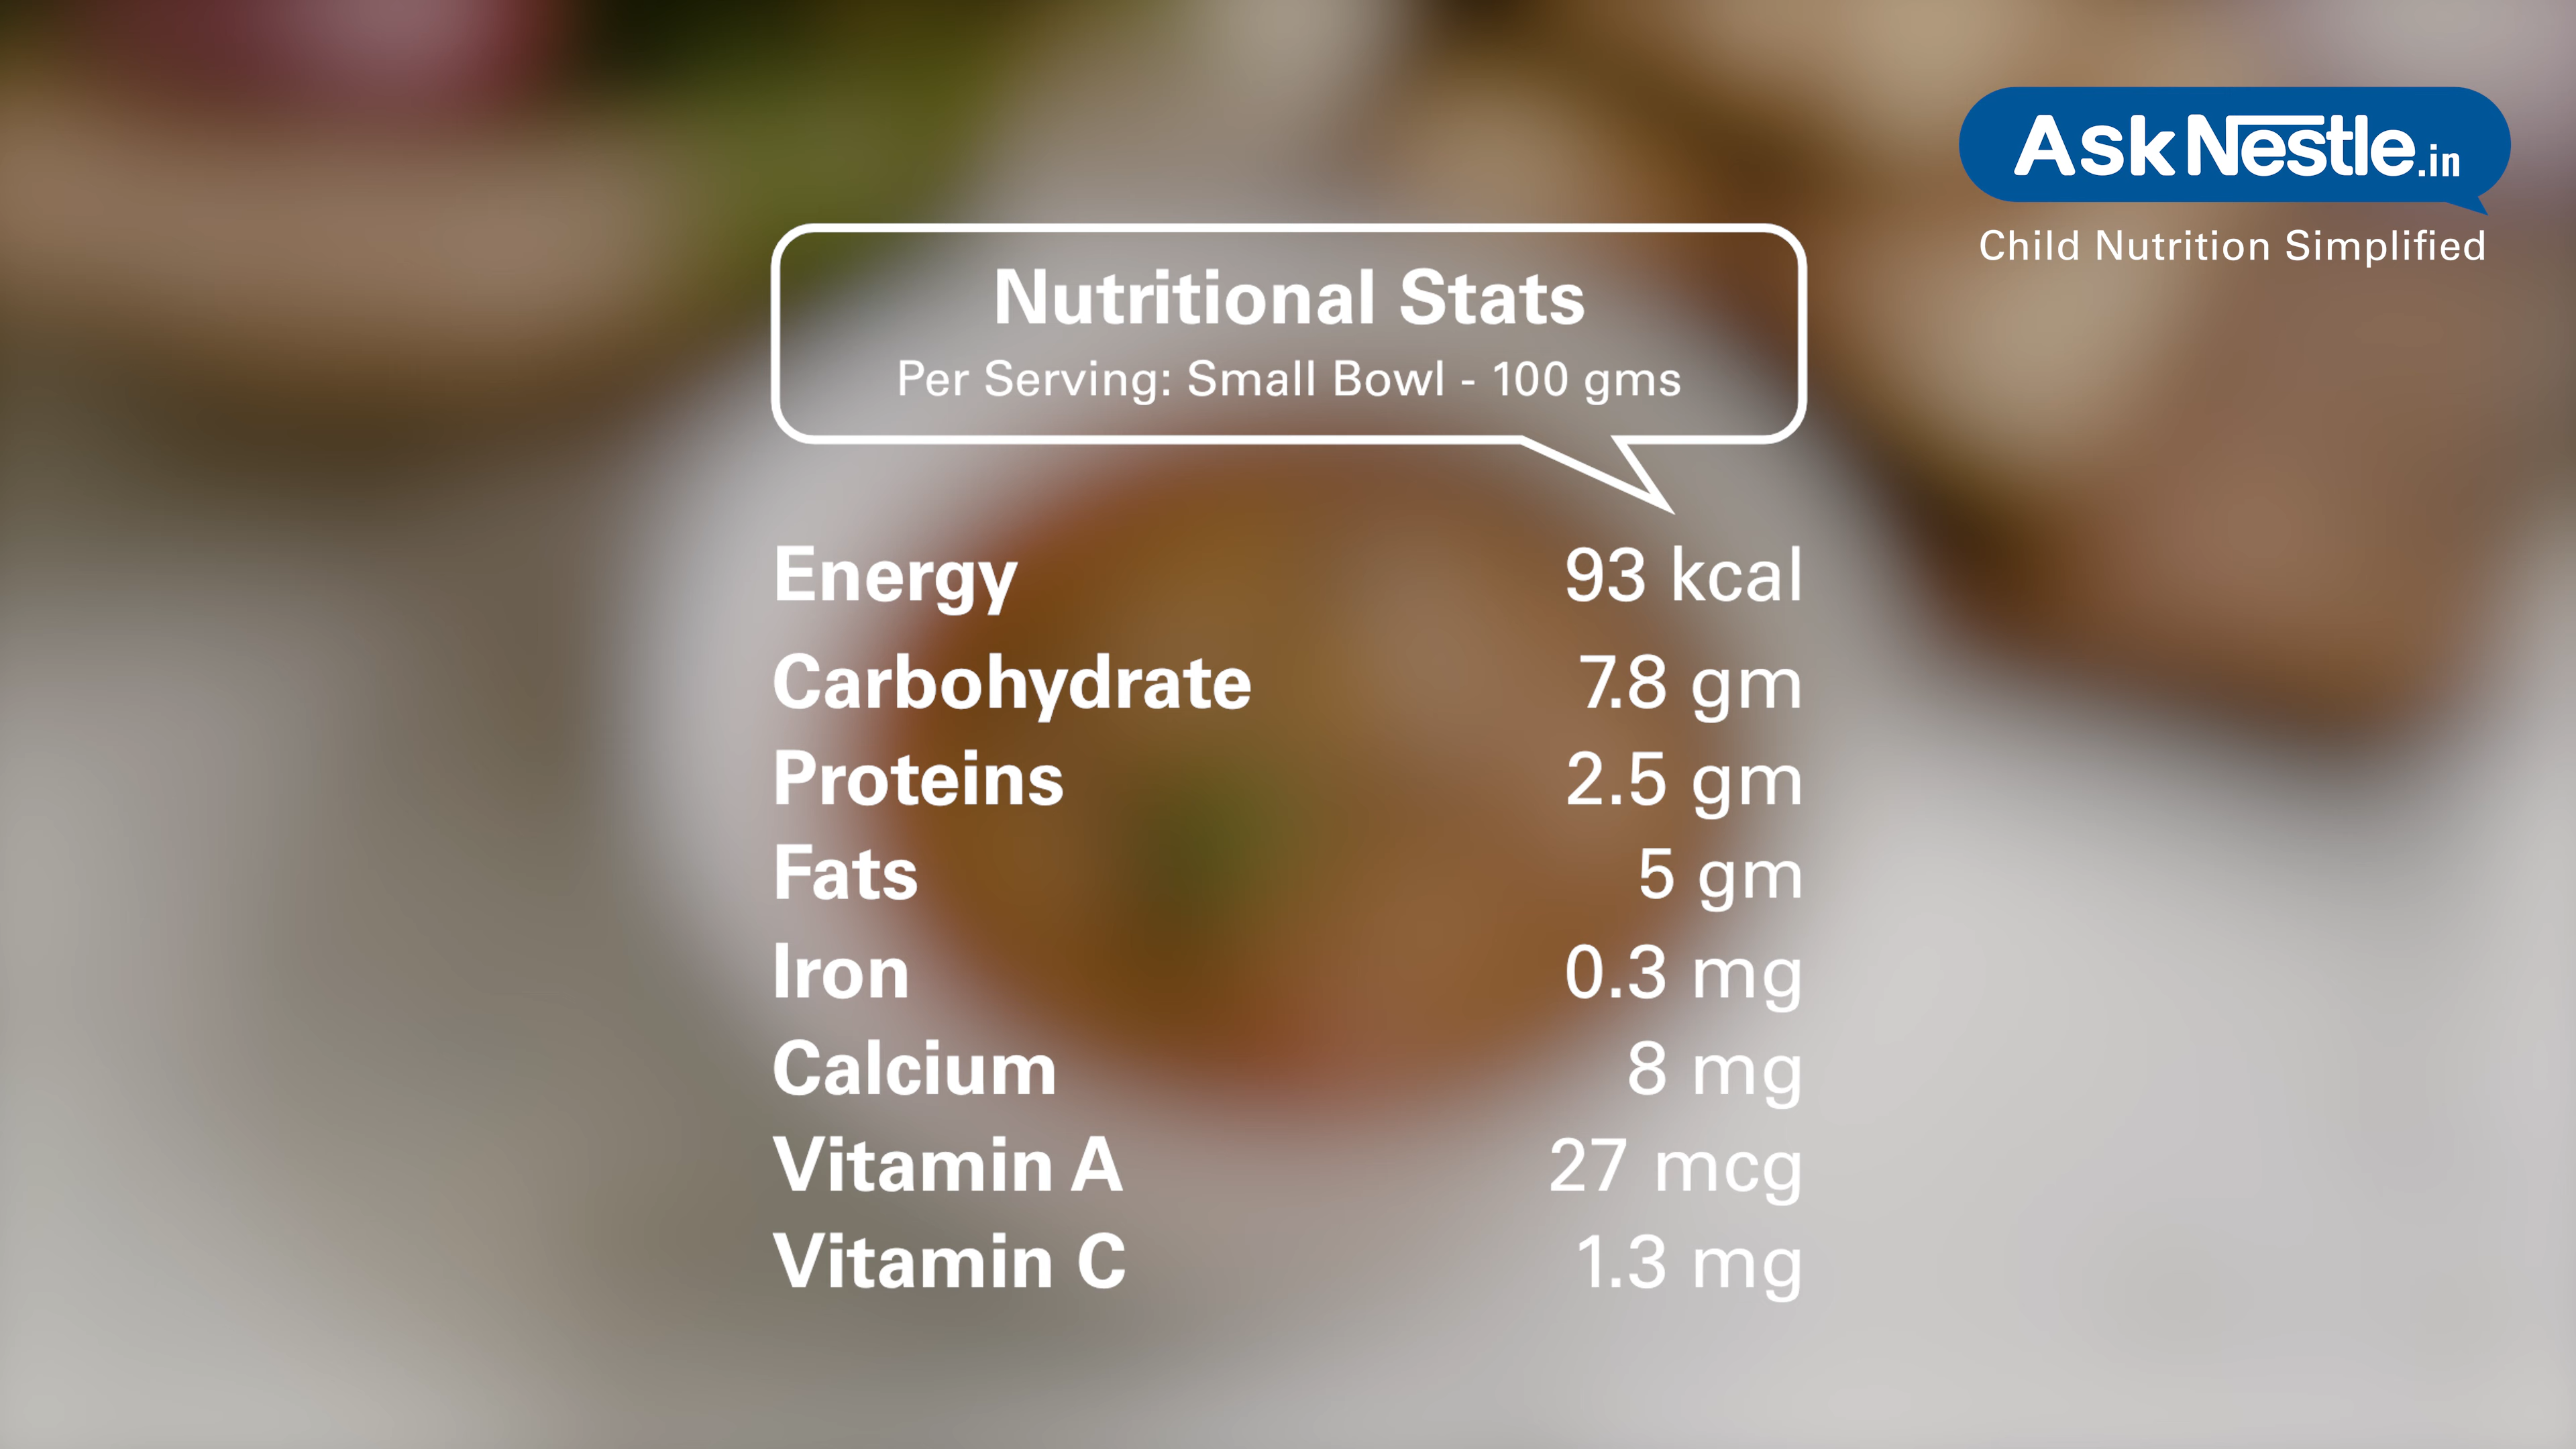 AskNestle.in
Child Nutrition Simplified
Nutritional Stats
Per Serving: Small Bowl - 100 gms
Energy 93 kcal
Carbohydrate 7.8 gm
Proteins 2.5 gm
Fats 5 gm
Iron 0.3 mg
Calcium 8 mg
Vitamin A 27 mcg
Vitamin C 1.3 mg